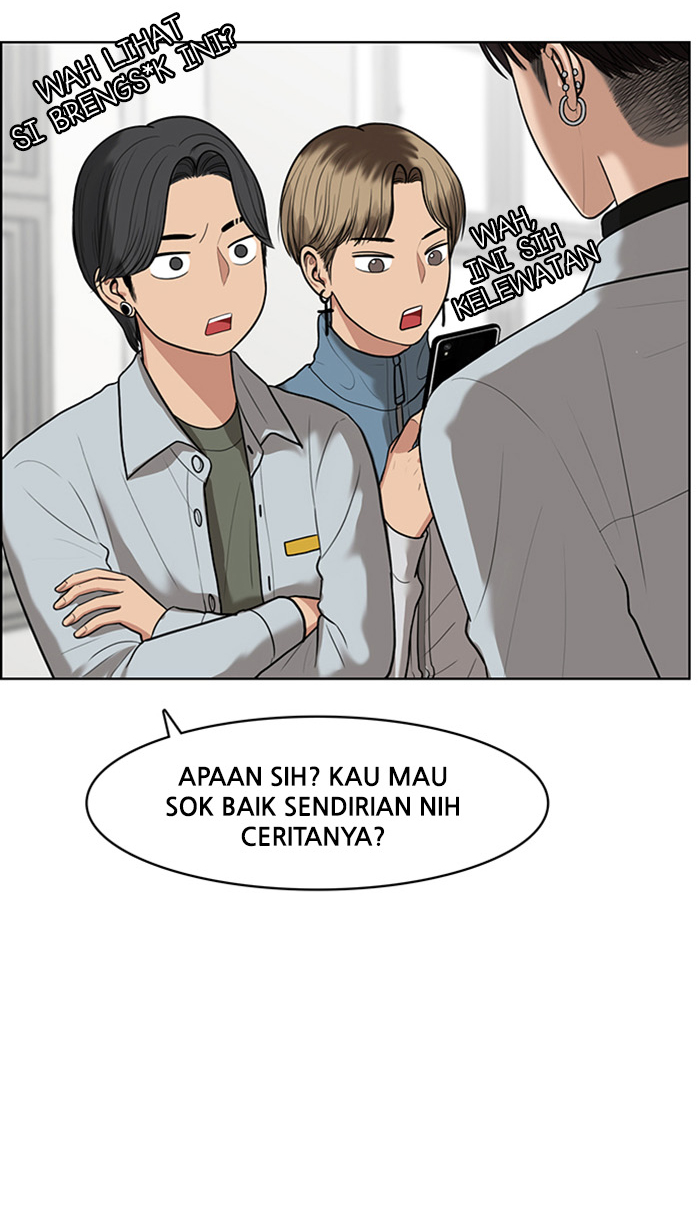 WAH LIHAT
SI BRENGS*K INI?
WAH,
INI SIH
KELEWATAN
APAAN SIH? KAU MAU
SOK BAIK SENDIRIAN NIH
CERITANYA?